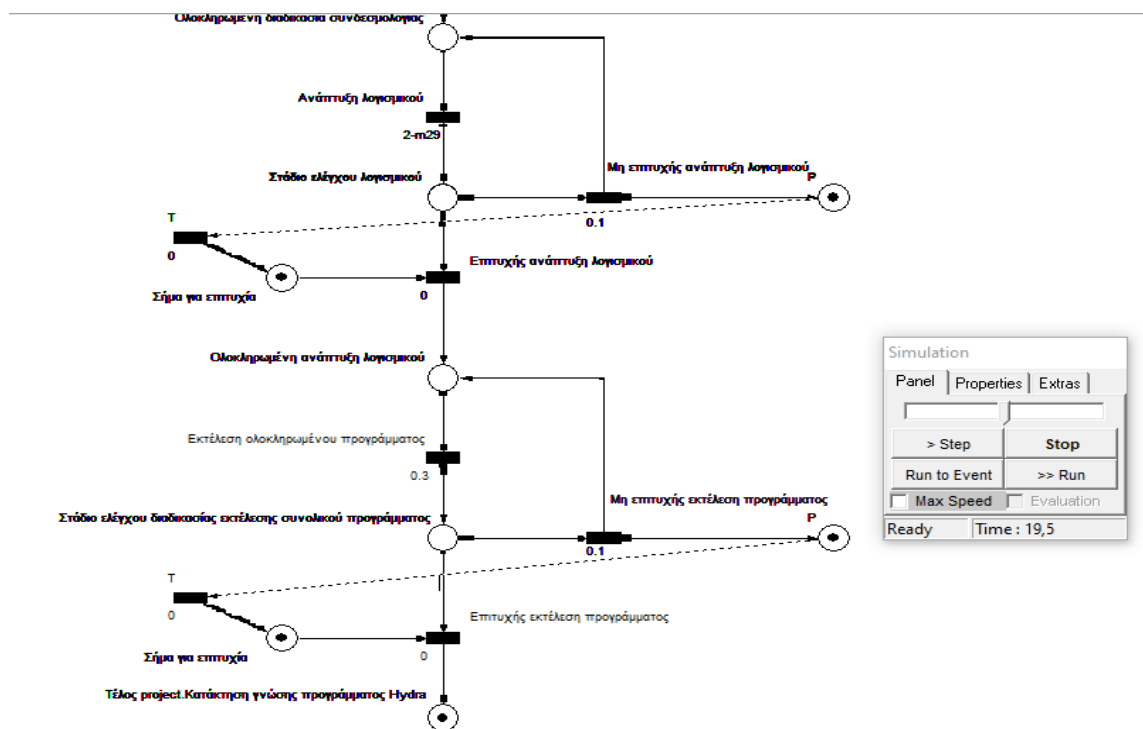 Ολοκληρωμένη διαδικασία συνδεσμολογίας
Ανάπτυξη λογισμικού
2-m29
Στάδιο ελέγχου λογισμικού
Μη επιτυχής ανάπτυξη λογισμικού
P
0.1
T
0
Επιτυχής ανάπτυξη λογισμικού
Σήμα για επιτυχία
0
Ολοκληρωμένη ανάπτυξη λογισμικού
Εκτέλεση ολοκληρωμένου προγράμματος
0.3
Μη επιτυχής εκτέλεση προγράμματος
Στάδιο ελέγχου διαδικασίας εκτέλεσης συνολικού προγράμματος
P
0.1
T
0
Επιτυχής εκτέλεση προγράμματος
Σήμα για επιτυχία
0
Τέλος project.Κατάκτηση γνώσης προγράμματος Hydra
Simulation
Panel Properties Extras
> Step Stop
Run to Event >> Run
Max Speed Evaluation
Ready Time : 19,5